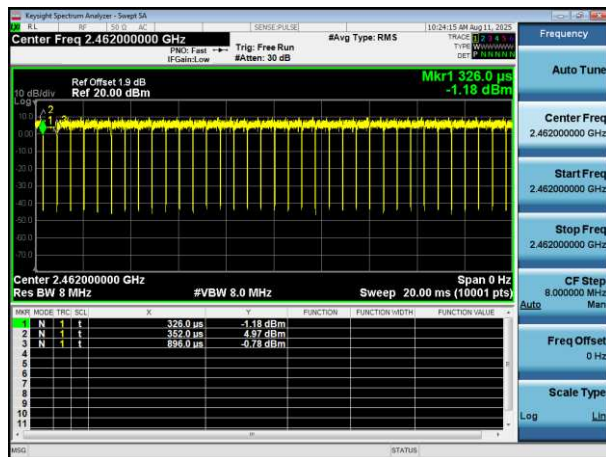 Keysight Spectrum Analyzer - Swept SA
RL RF 50 Ω AC SENSE:PULSE 10:24:15 AM Aug 11, 2025
Center Freq 2.462000000 GHz #Avg Type: RMS TRACE 1 2 3 4 5 6
PNO: Fast Trig: Free Run TYPE WWWWWW
IFGain:Low #Atten: 30 dB DET P NNNNN
Frequency
Auto Tune
Center Freq
2.462000000 GHz
Start Freq
2.462000000 GHz
Stop Freq
2.462000000 GHz
CF Step
8.000000 MHz
Auto Man
Freq Offset
0 Hz
Scale Type
Log Lin
Mkr1 326.0 µs
-1.18 dBm
Ref Offset 1.9 dB
10 dB/div Ref 20.00 dBm
Log
10.0
0.00
-10.0
-20.0
-30.0
-40.0
-50.0
-60.0
-70.0
2
1
3
Center 2.462000000 GHz Span 0 Hz
Res BW 8 MHz #VBW 8.0 MHz Sweep 20.00 ms (10001 pts)
MKR MODE TRC SCL X Y FUNCTION FUNCTION WIDTH FUNCTION VALUE
1 N 1 t 326.0 µs -1.18 dBm
2 N 1 t 352.0 µs 4.97 dBm
3 N 1 t 896.0 µs -0.78 dBm
4
5
6
7
8
9
10
11
MSG STATUS